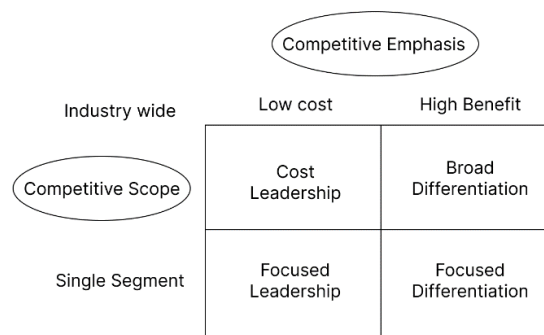 Competitive Emphasis
Low cost
High Benefit
Industry wide
Cost
Leadership
Broad
Differentiation
Competitive Scope
Single Segment
Focused
Leadership
Focused
Differentiation